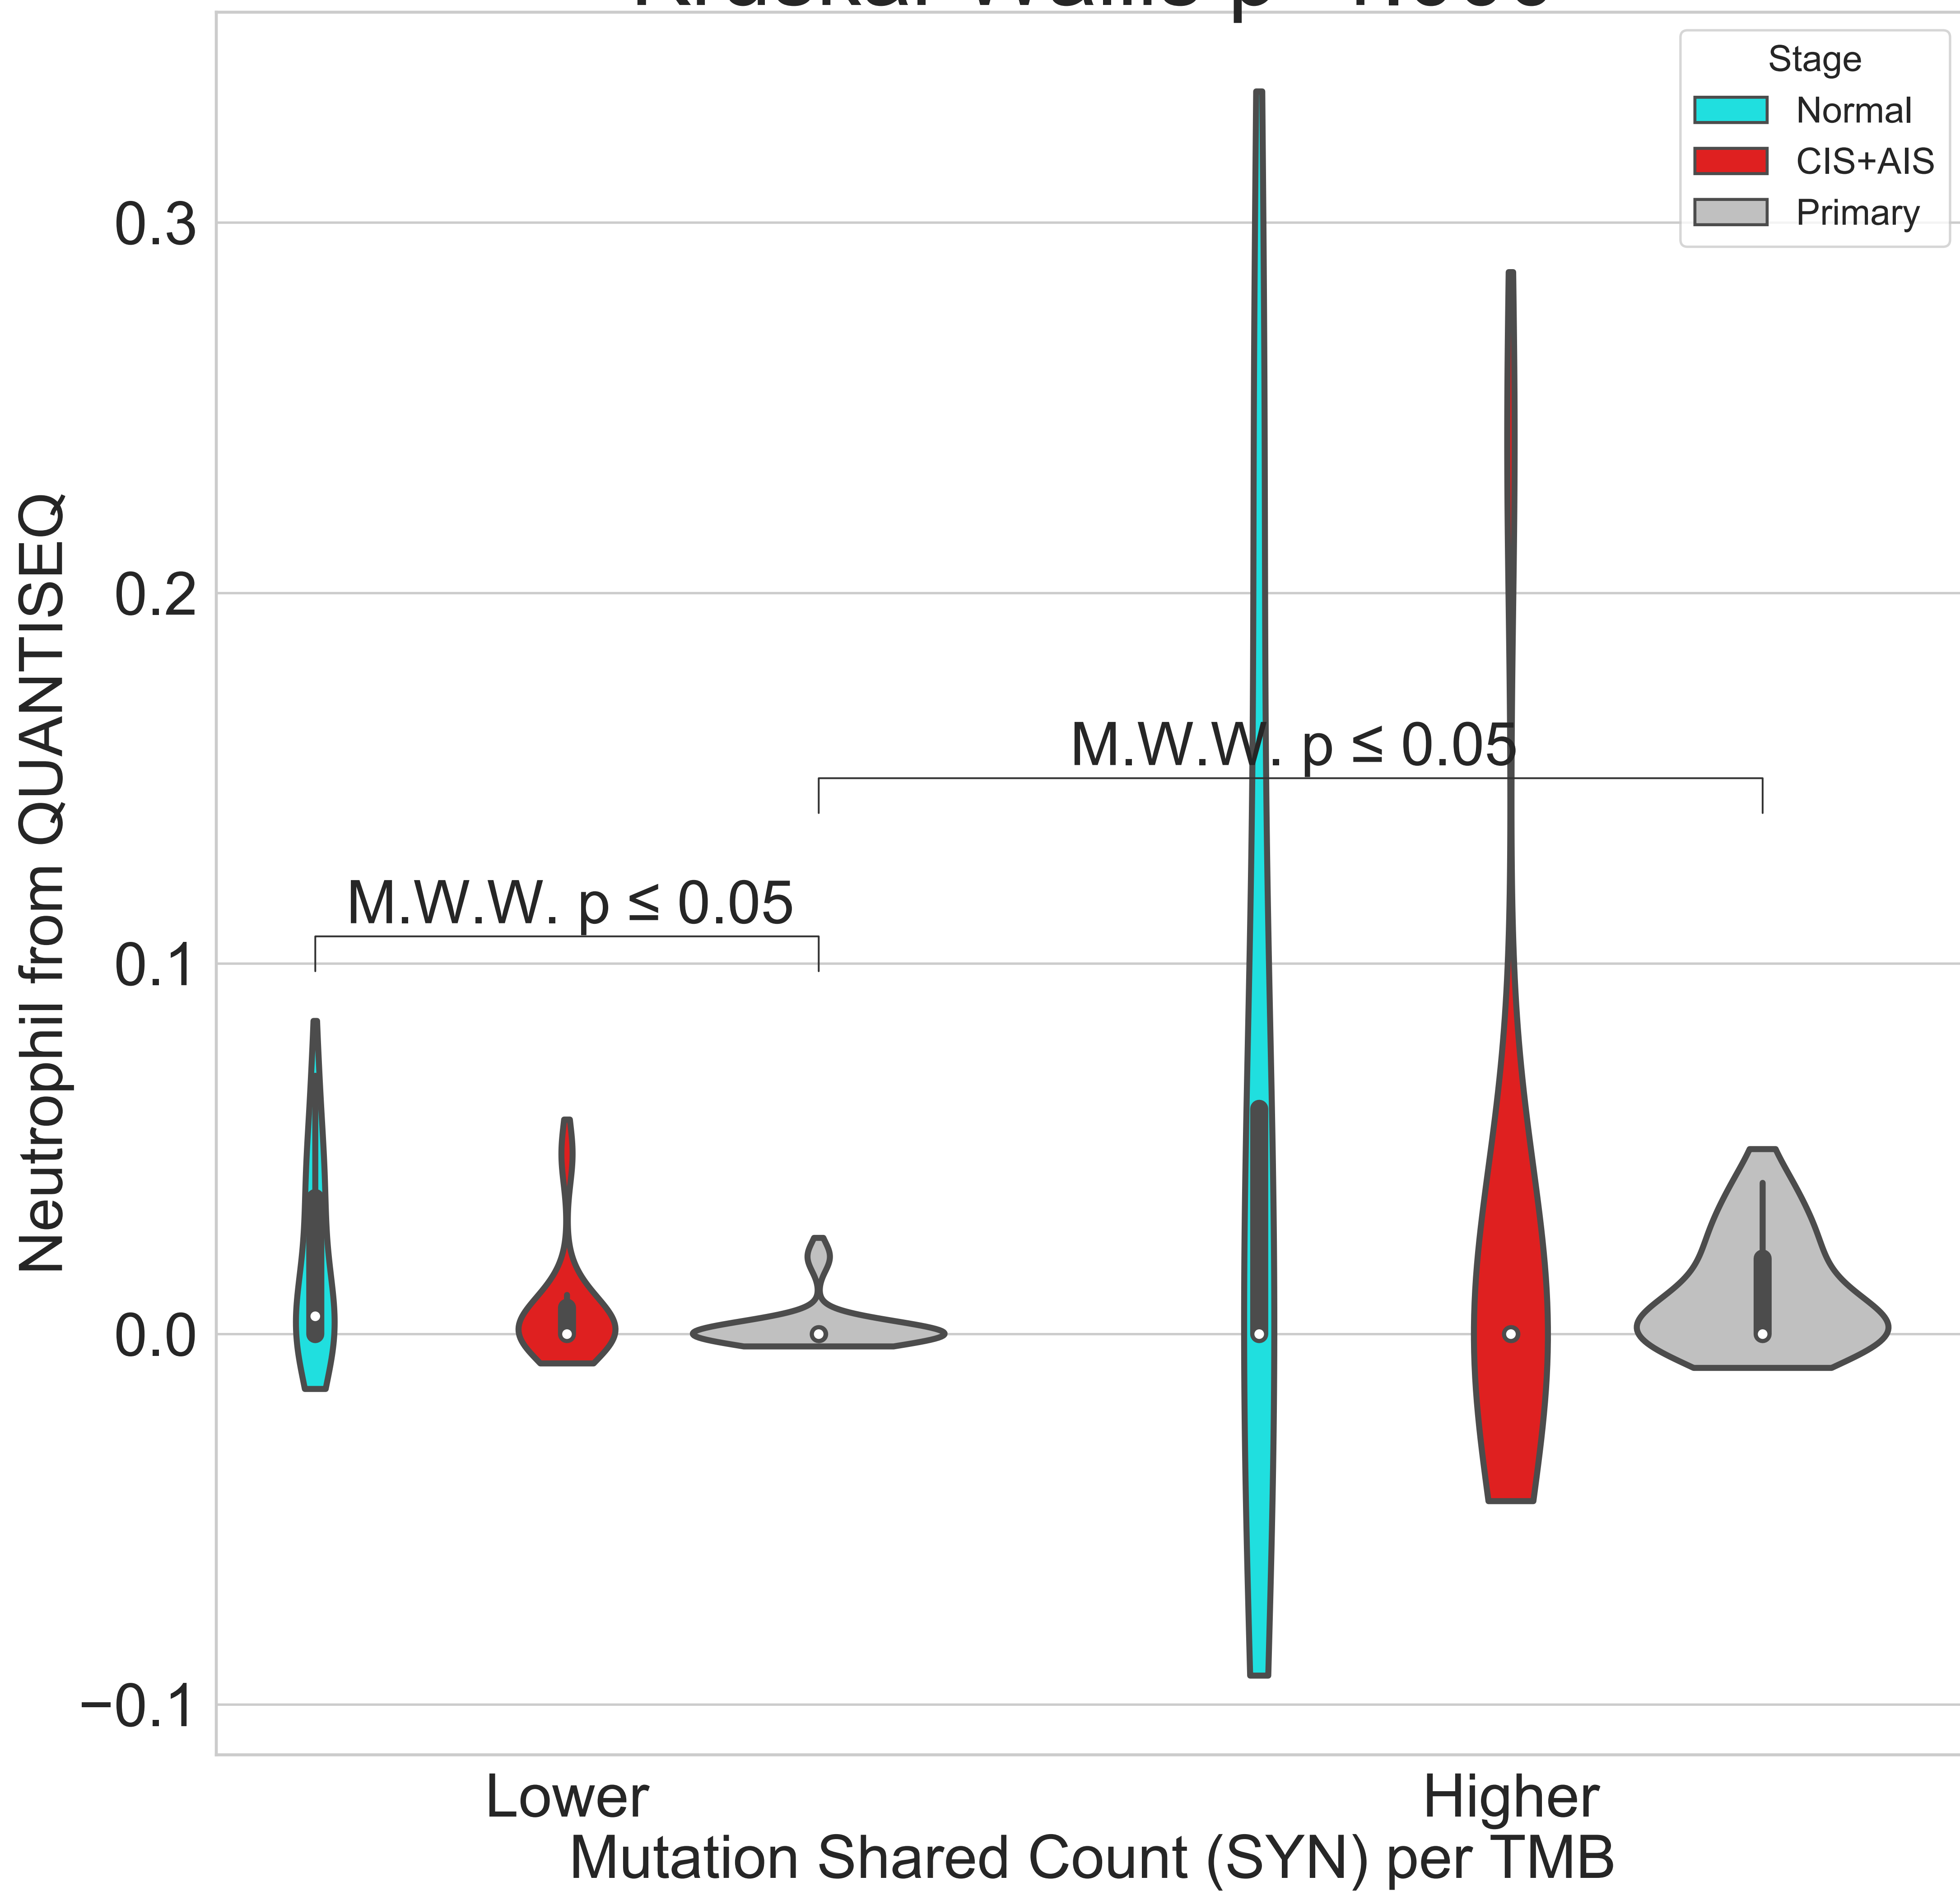 Stage
Normal
CIS+AIS
Primary
0.3
0.2
0.1
0.0
−0.1
Neutrophil from QUANTISEQ
M.W.W. p ≤ 0.05
M.W.W. p ≤ 0.05
Lower
Higher
Mutation Shared Count (SYN) per TMB